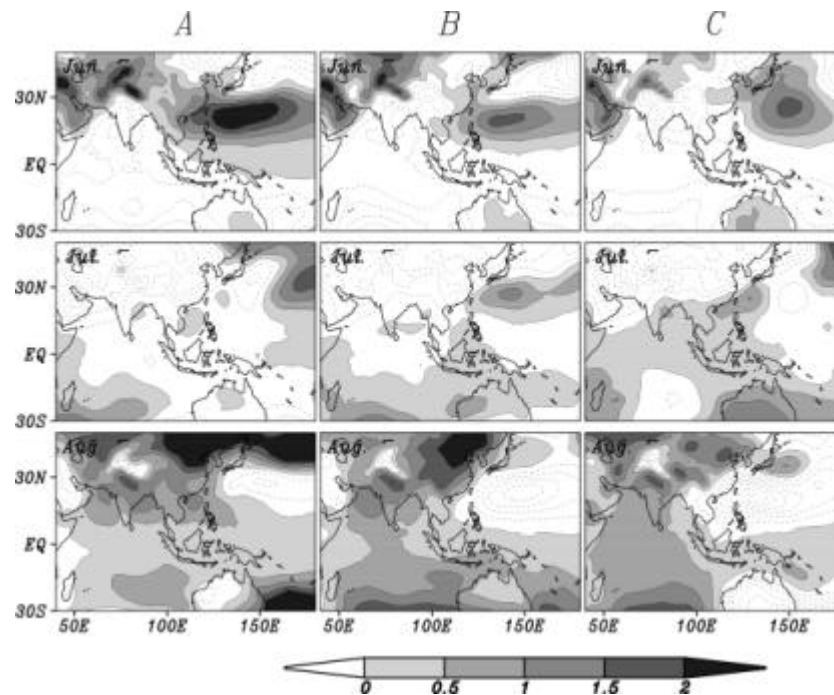 A B C
Jun. Jun. Jun.
30N
EQ
30S
Jul. Jul. Jul.
30N
EQ
30S
Aug. Aug. Aug.
30N
EQ
30S
50E 100E 150E 50E 100E 150E 50E 100E 150E
0 0.5 1 1.5 2